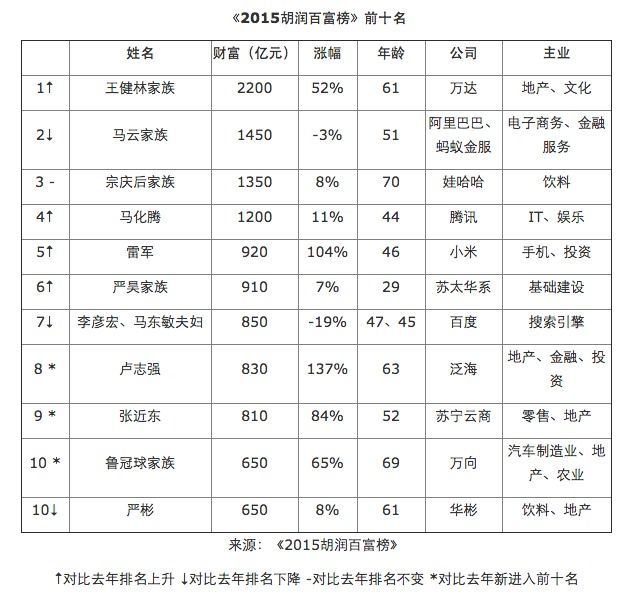 《2015胡润百富榜》前十名
姓名 财富（亿元） 涨幅 年龄 公司 主业
1↑ 王健林家族 2200 52% 61 万达 地产、文化
2↓ 马云家族 1450 -3% 51 阿里巴巴、蚂蚁金服 电子商务、金融服务
3 - 宗庆后家族 1350 8% 70 娃哈哈 饮料
4↑ 马化腾 1200 11% 44 腾讯 IT、娱乐
5↑ 雷军 920 104% 46 小米 手机、投资
6↑ 严昊家族 910 7% 29 苏太华系 基础建设
7↓ 李彦宏、马东敏夫妇 850 -19% 47、45 百度 搜索引擎
8 * 卢志强 830 137% 63 泛海 地产、金融、投资
9 * 张近东 810 84% 52 苏宁云商 零售、地产
10 * 鲁冠球家族 650 65% 69 万向 汽车制造业、地产、农业
10↓ 严彬 650 8% 61 华彬 饮料、地产
来源：《2015胡润百富榜》
↑对比去年排名上升 ↓对比去年排名下降 -对比去年排名不变 *对比去年新进入前十名